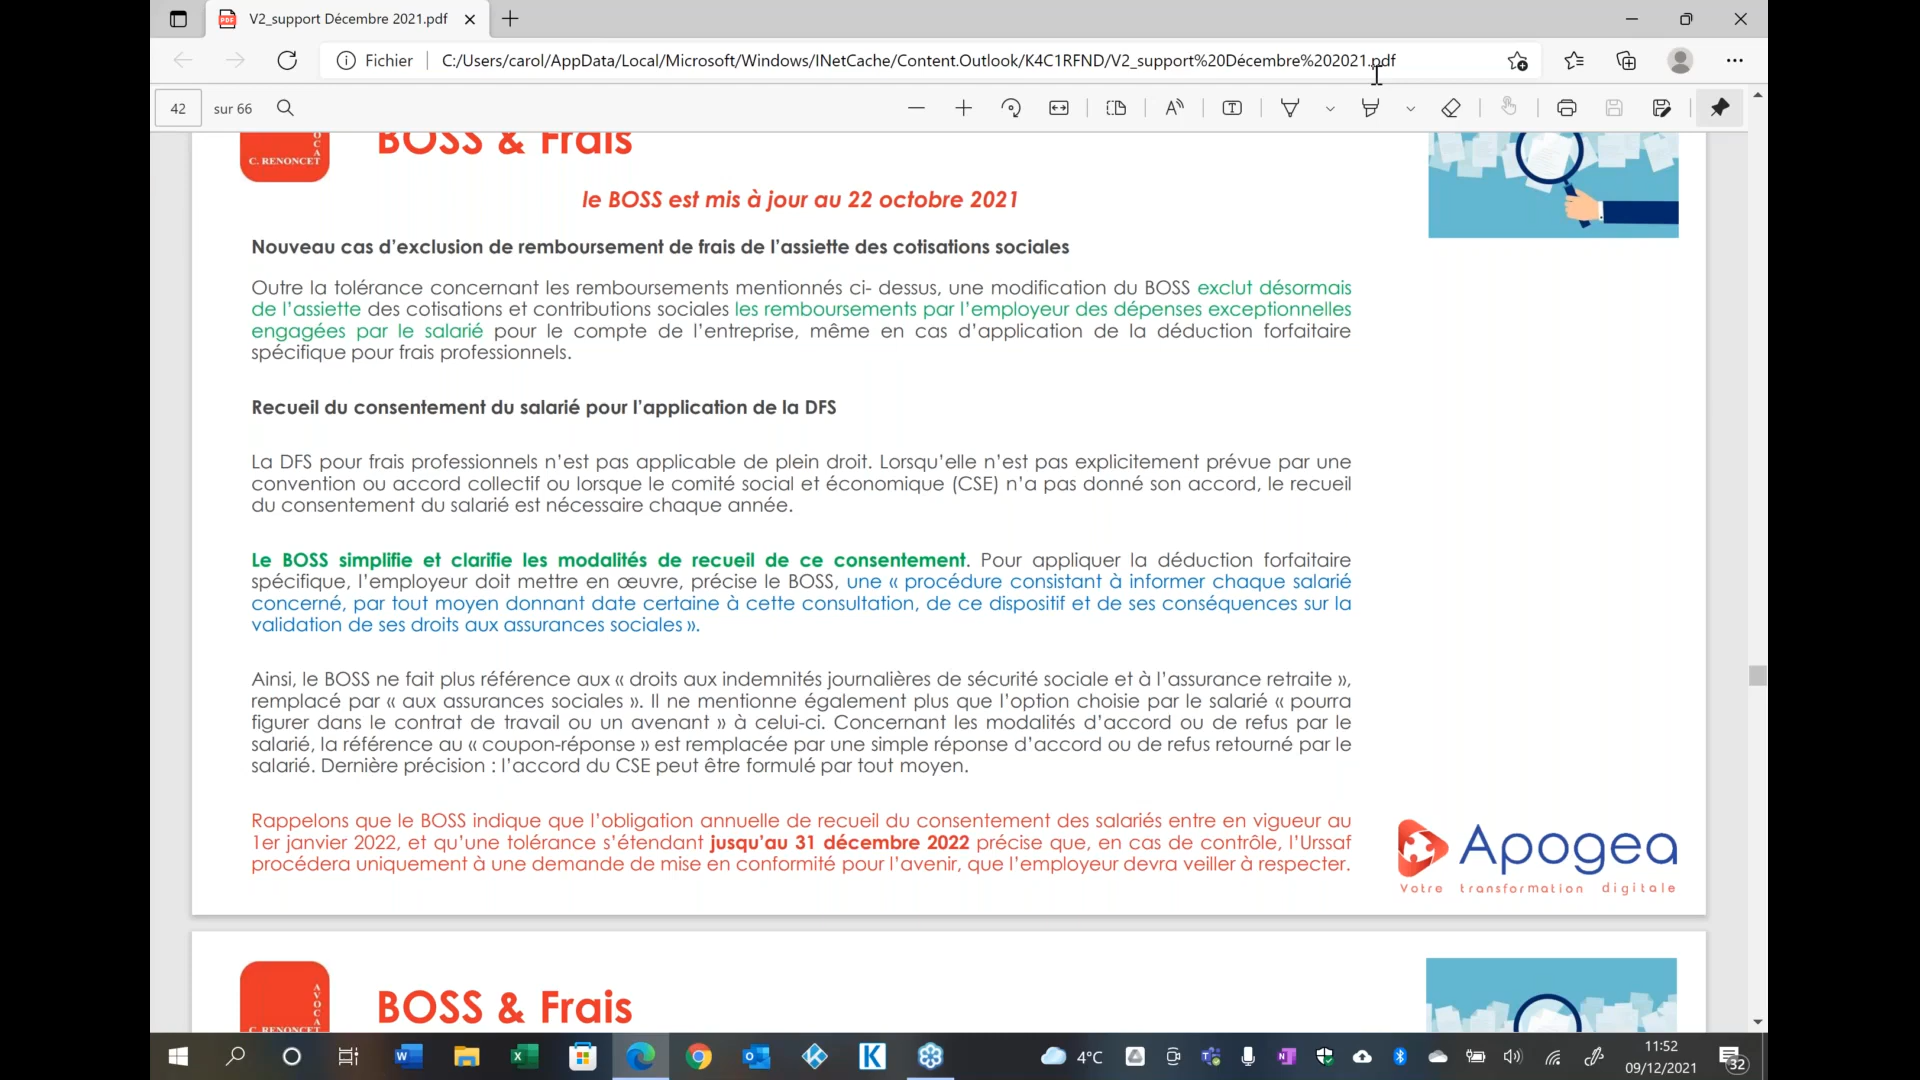 V2_support Décembre 2021.pdf
Fichier
C:/Users/carol/AppData/Local/Microsoft/Windows/INetCache/Content.Outlook/K4C1RFND/V2_support%20Décembre%202021.pdf
42 sur 66
C. RENONCET
BOSS & Frais
le BOSS est mis à jour au 22 octobre 2021
Nouveau cas d’exclusion de remboursement de frais de l’assiette des cotisations sociales
Outre la tolérance concernant les remboursements mentionnés ci- dessus, une modification du BOSS exclut désormais
de l’assiette des cotisations et contributions sociales les remboursements par l’employeur des dépenses exceptionnelles
engagées par le salarié pour le compte de l’entreprise, même en cas d’application de la déduction forfaitaire
spécifique pour frais professionnels.
Recueil du consentement du salarié pour l’application de la DFS
La DFS pour frais professionnels n’est pas applicable de plein droit. Lorsqu’elle n’est pas explicitement prévue par une
convention ou accord collectif ou lorsque le comité social et économique (CSE) n’a pas donné son accord, le recueil
du consentement du salarié est nécessaire chaque année.
Le BOSS simplifie et clarifie les modalités de recueil de ce consentement. Pour appliquer la déduction forfaitaire
spécifique, l’employeur doit mettre en œuvre, précise le BOSS, une « procédure consistant à informer chaque salarié
concerné, par tout moyen donnant date certaine à cette consultation, de ce dispositif et de ses conséquences sur la
validation de ses droits aux assurances sociales ».
Ainsi, le BOSS ne fait plus référence aux « droits aux indemnités journalières de sécurité sociale et à l’assurance retraite »,
remplacé par « aux assurances sociales ». Il ne mentionne également plus que l’option choisie par le salarié « pourra
figurer dans le contrat de travail ou un avenant » à celui-ci. Concernant les modalités d’accord ou de refus par le
salarié, la référence au « coupon-réponse » est remplacée par une simple réponse d’accord ou de refus retourné par le
salarié. Dernière précision : l’accord du CSE peut être formulé par tout moyen.
Rappelons que le BOSS indique que l’obligation annuelle de recueil du consentement des salariés entre en vigueur au
1er janvier 2022, et qu’une tolérance s’étendant jusqu’au 31 décembre 2022 précise que, en cas de contrôle, l’Urssaf
procédera uniquement à une demande de mise en conformité pour l’avenir, que l’employeur devra veiller à respecter.
Apogea
Votre transformation digitale
AVOCA
C. RENONCET
BOSS & Frais
4°C
11:52
09/12/2021
32